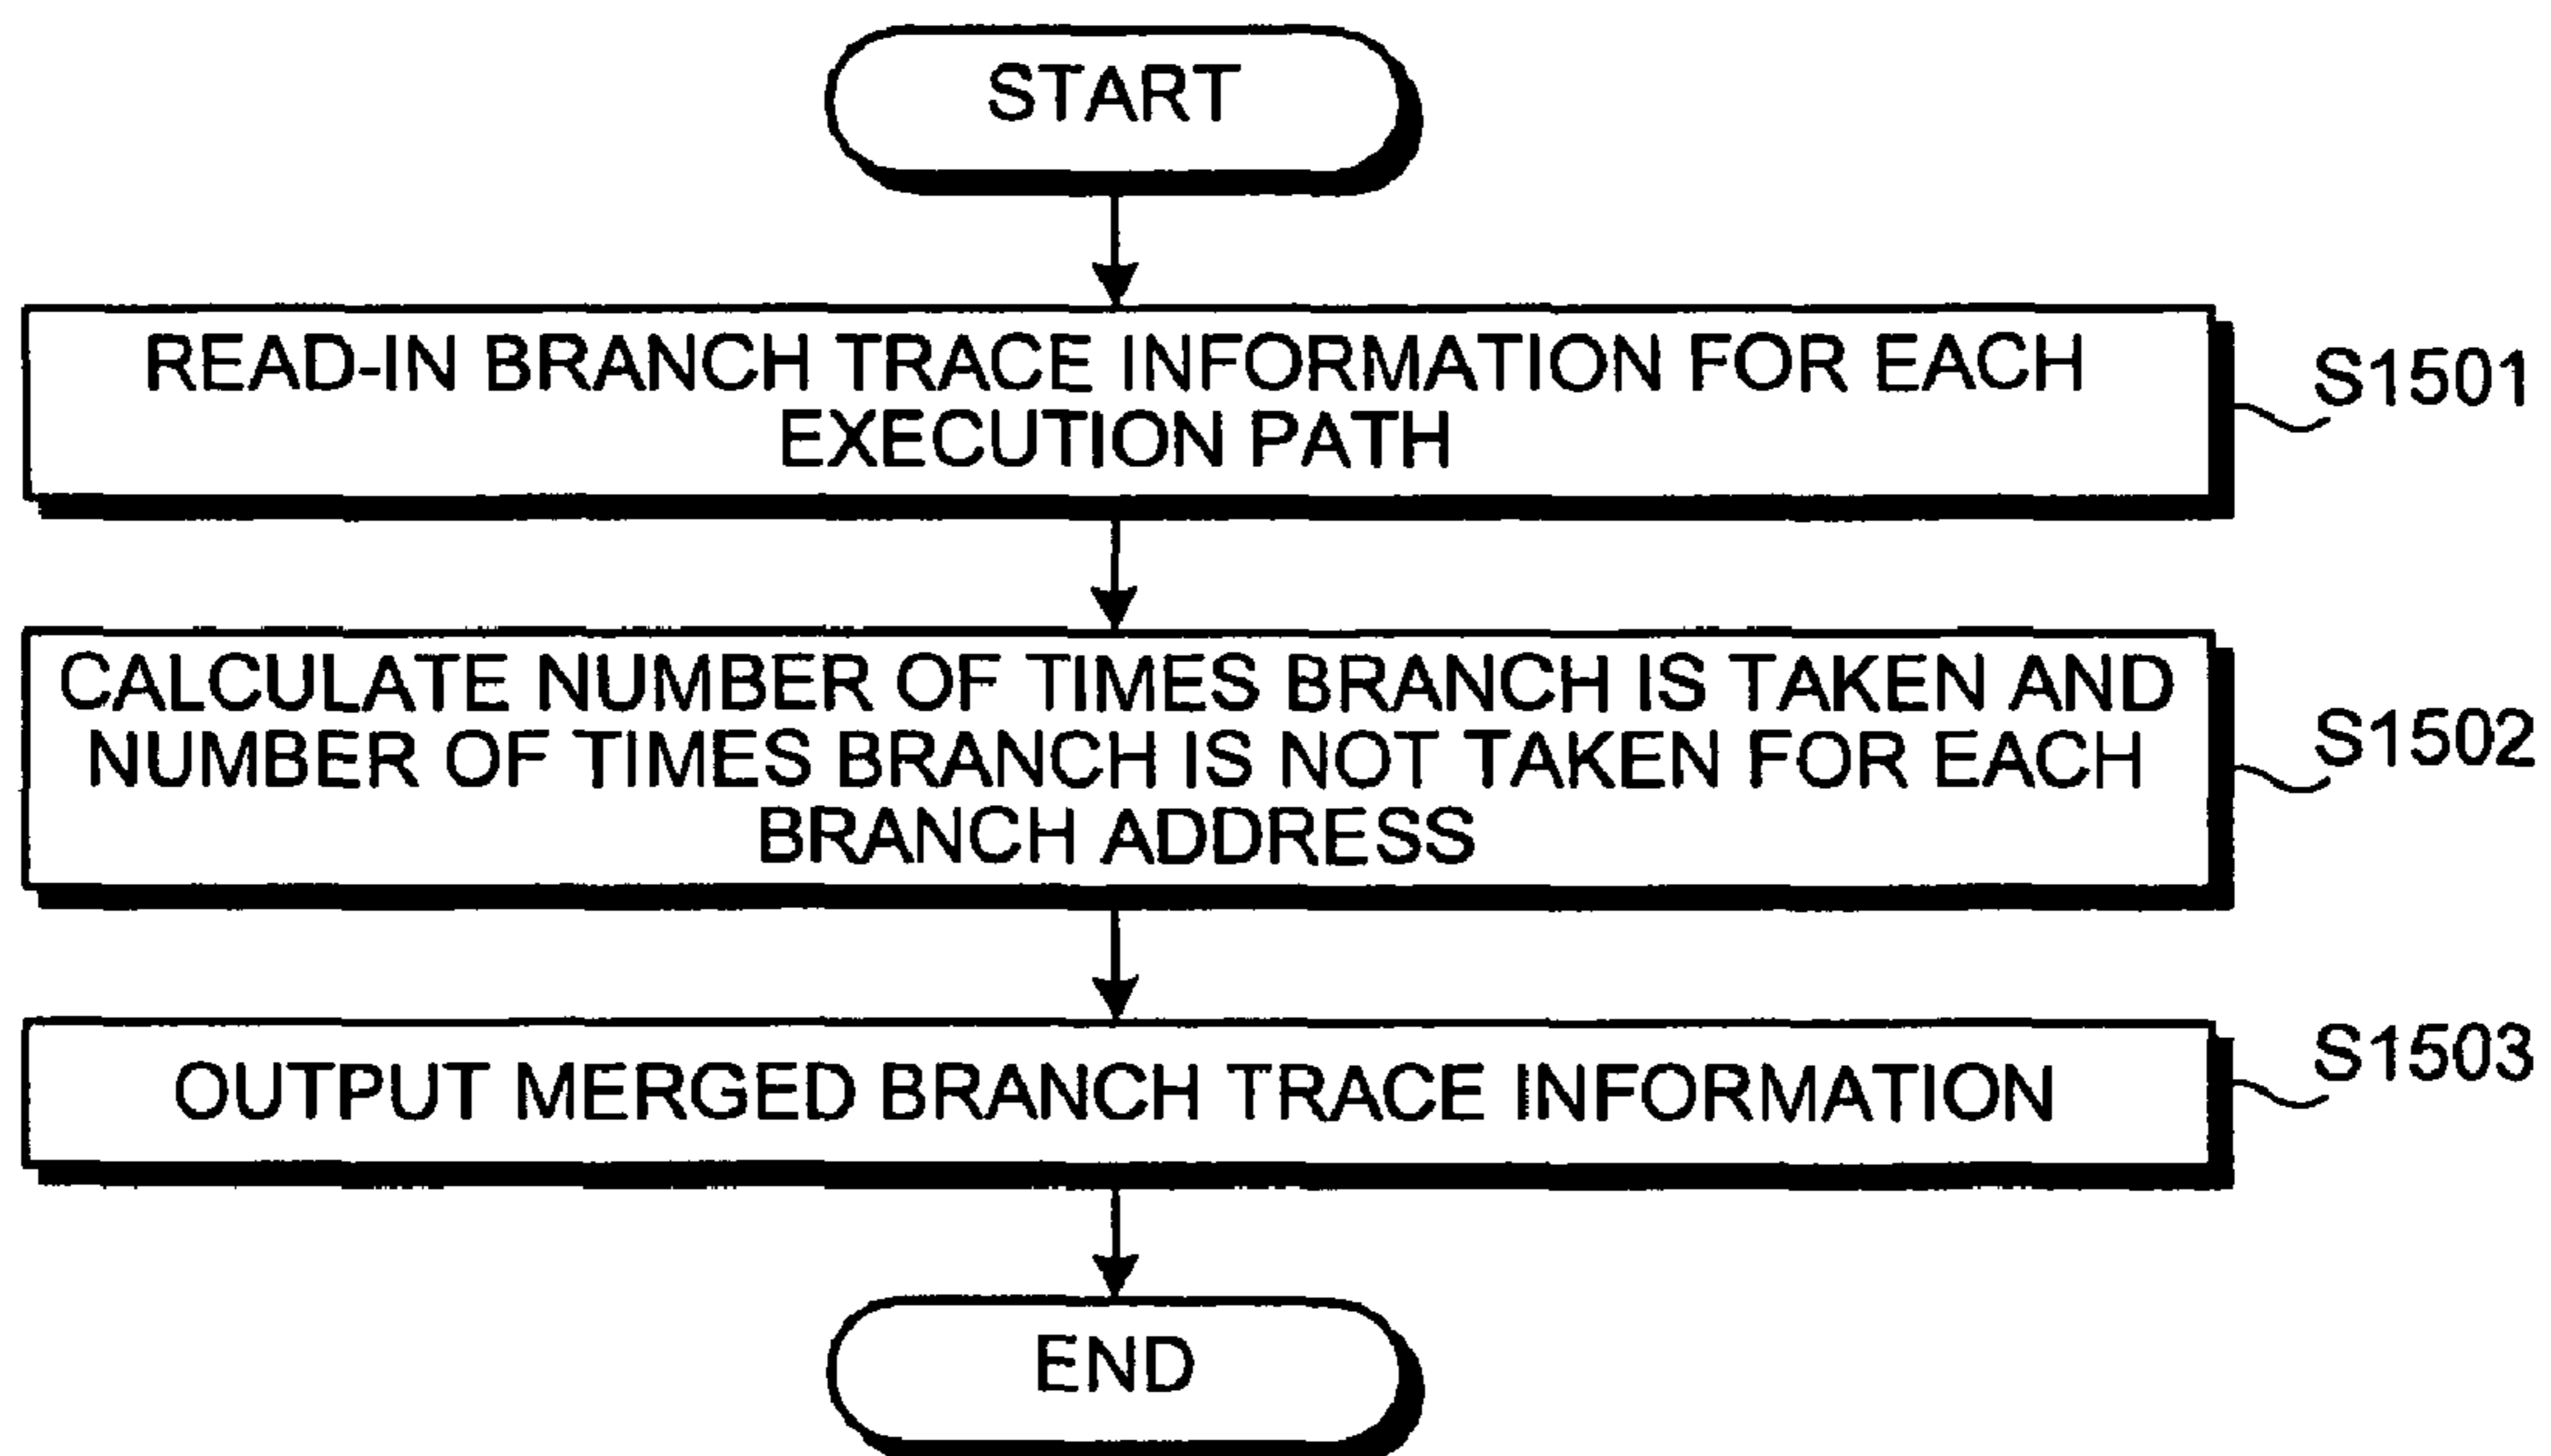 START
READ-IN BRANCH TRACE INFORMATION FOR EACH
EXECUTION PATH
S1501
CALCULATE NUMBER OF TIMES BRANCH IS TAKEN AND
NUMBER OF TIMES BRANCH IS NOT TAKEN FOR EACH
BRANCH ADDRESS
S1502
OUTPUT MERGED BRANCH TRACE INFORMATION
S1503
END